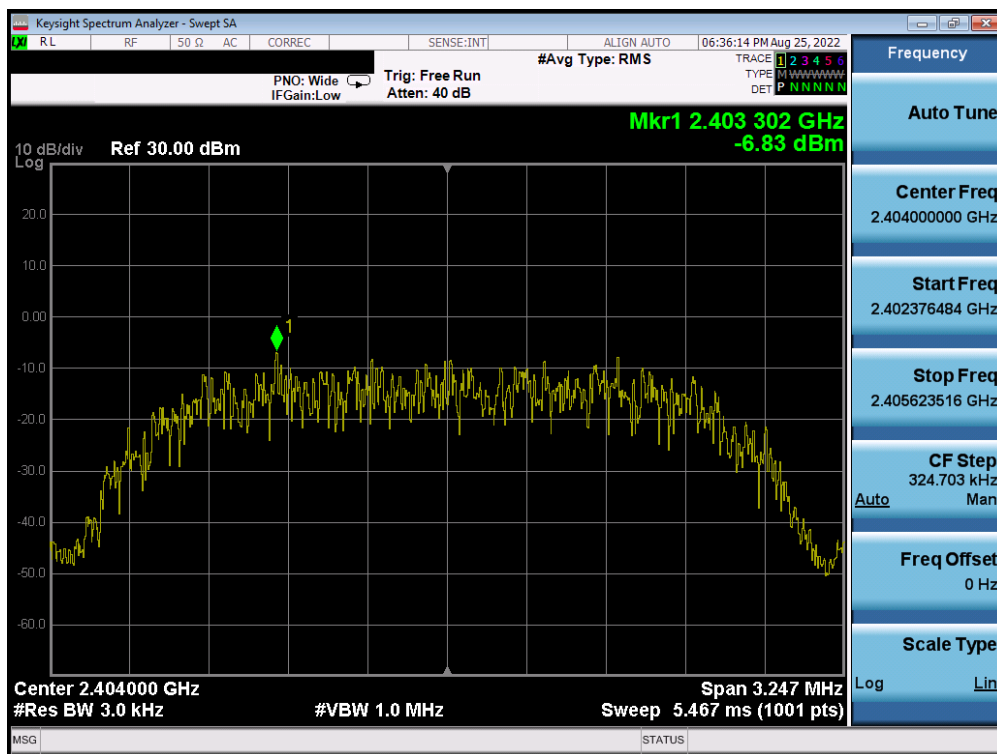 Keysight Spectrum Analyzer - Swept SA
LXI RL RF 50 Ω AC CORREC SENSE:INT ALIGN AUTO 06:36:14 PM Aug 25, 2022
#Avg Type: RMS
TRACE 1 2 3 4 5 6
PNO: Wide Trig: Free Run
TYPE MWWWWW
IFGain:Low Atten: 40 dB
DET P N N N N N
Mkr1 2.403 302 GHz
-6.83 dBm
10 dB/div Ref 30.00 dBm
Log
20.0
10.0
0.00
1
-10.0
-20.0
-30.0
-40.0
-50.0
-60.0
Center 2.404000 GHz Span 3.247 MHz
#Res BW 3.0 kHz #VBW 1.0 MHz Sweep 5.467 ms (1001 pts)
MSG STATUS
Frequency
Auto Tune
Center Freq
2.404000000 GHz
Start Freq
2.402376484 GHz
Stop Freq
2.405623516 GHz
CF Step
324.703 kHz
Auto Man
Freq Offset
0 Hz
Scale Type
Log Lin